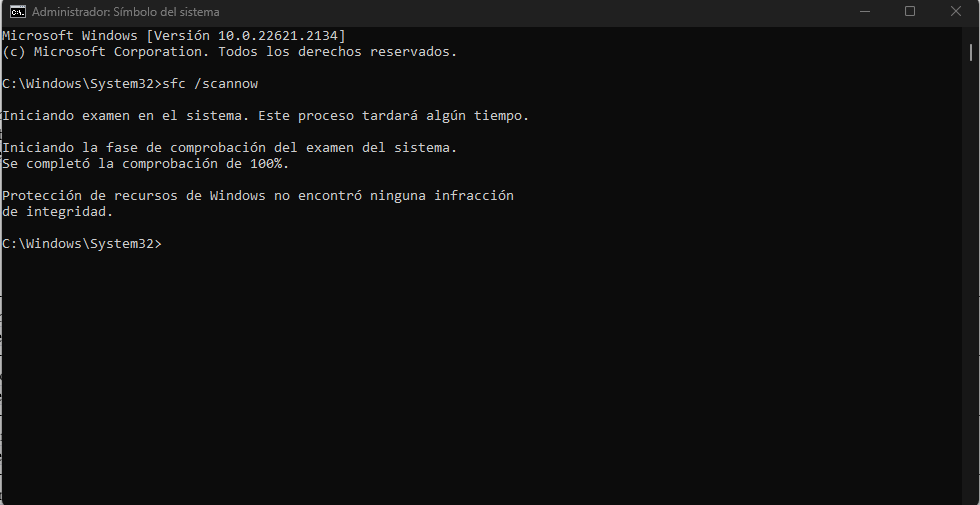 Administrador: Símbolo del sistema
Microsoft Windows [Versión 10.0.22621.2134]
(c) Microsoft Corporation. Todos los derechos reservados.
C:\Windows\System32>sfc /scannow
Iniciando examen en el sistema. Este proceso tardará algún tiempo.
Iniciando la fase de comprobación del examen del sistema.
Se completó la comprobación de 100%.
Protección de recursos de Windows no encontró ninguna infracción
de integridad.
C:\Windows\System32>